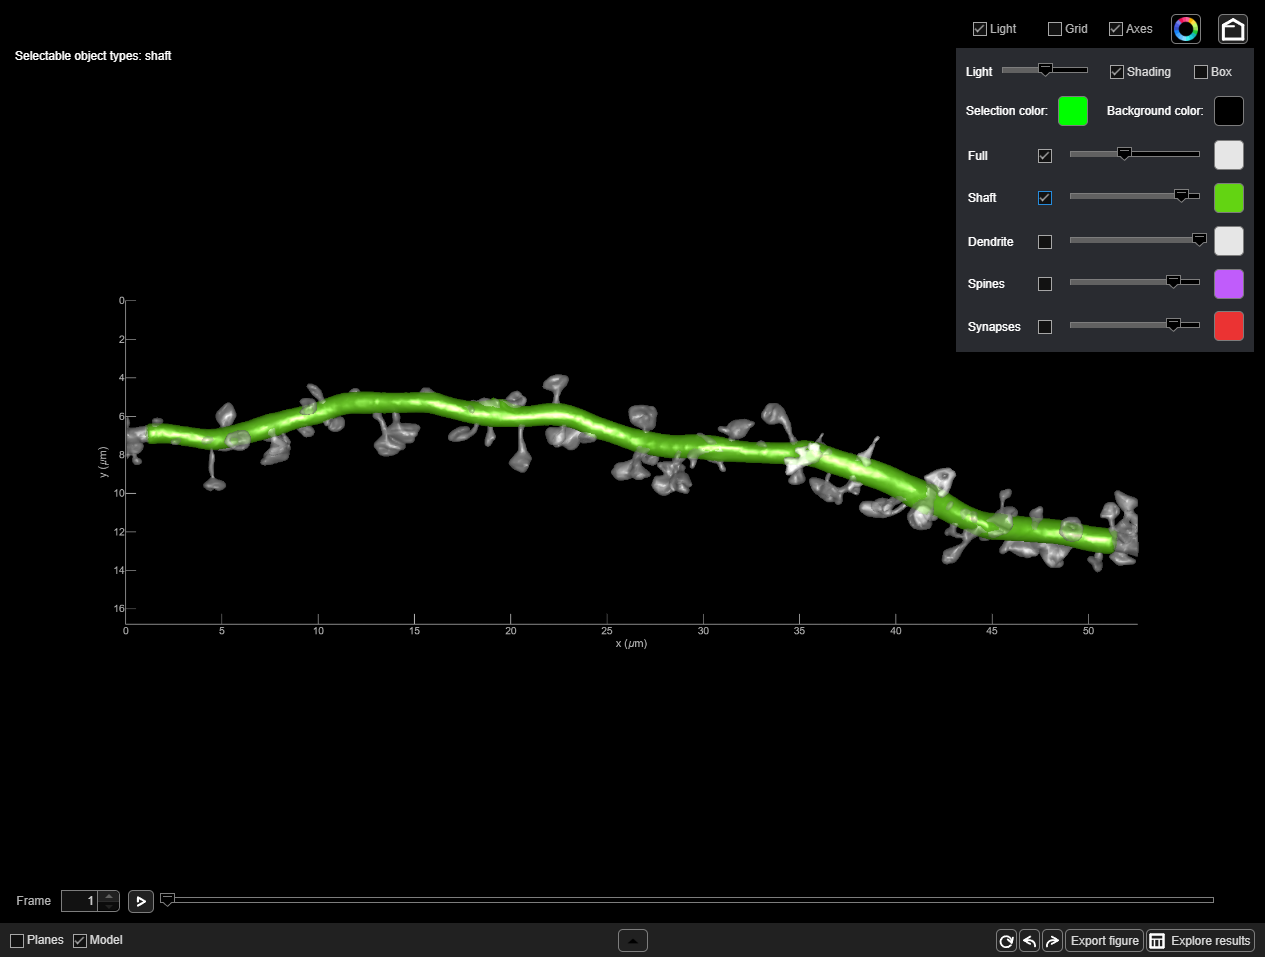 Light Grid Axes
Selectable object types: shaft
Light Shading Box
Selection color: Background color:
Full
Shaft
Dendrite
Spines
Synapses
0
2
4
6
8
10
12
14
16
y (µm)
0 5 10 15 20 25 30 35 40 45 50
x (µm)
Frame 1
Planes Model Export figure Explore results